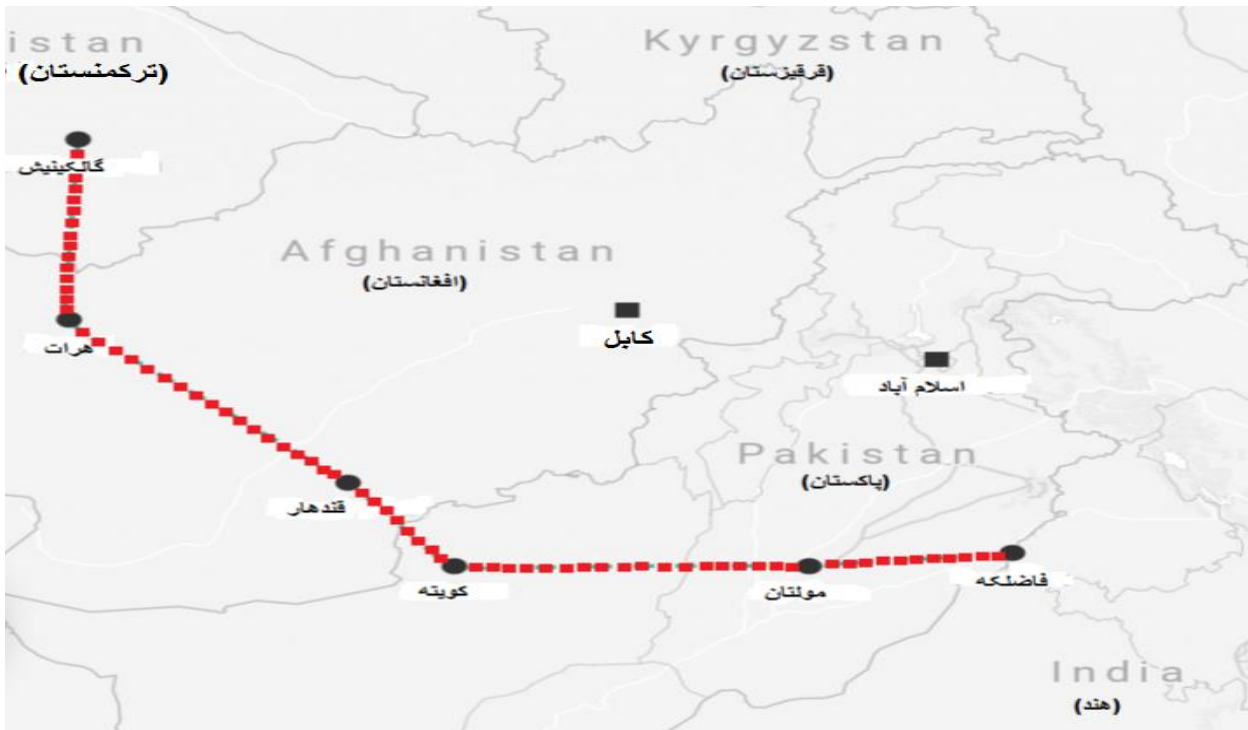 istan
Kyrgyzstan
(ترکمنستان)
(قرقیزستان)
گالکینیش
Afghanistan
(افغانستان)
کابل
هرات
اسلام آباد
Pakistan
(پاکستان)
قندهار
کویته
مولتان
فاضلکه
India
(هند)